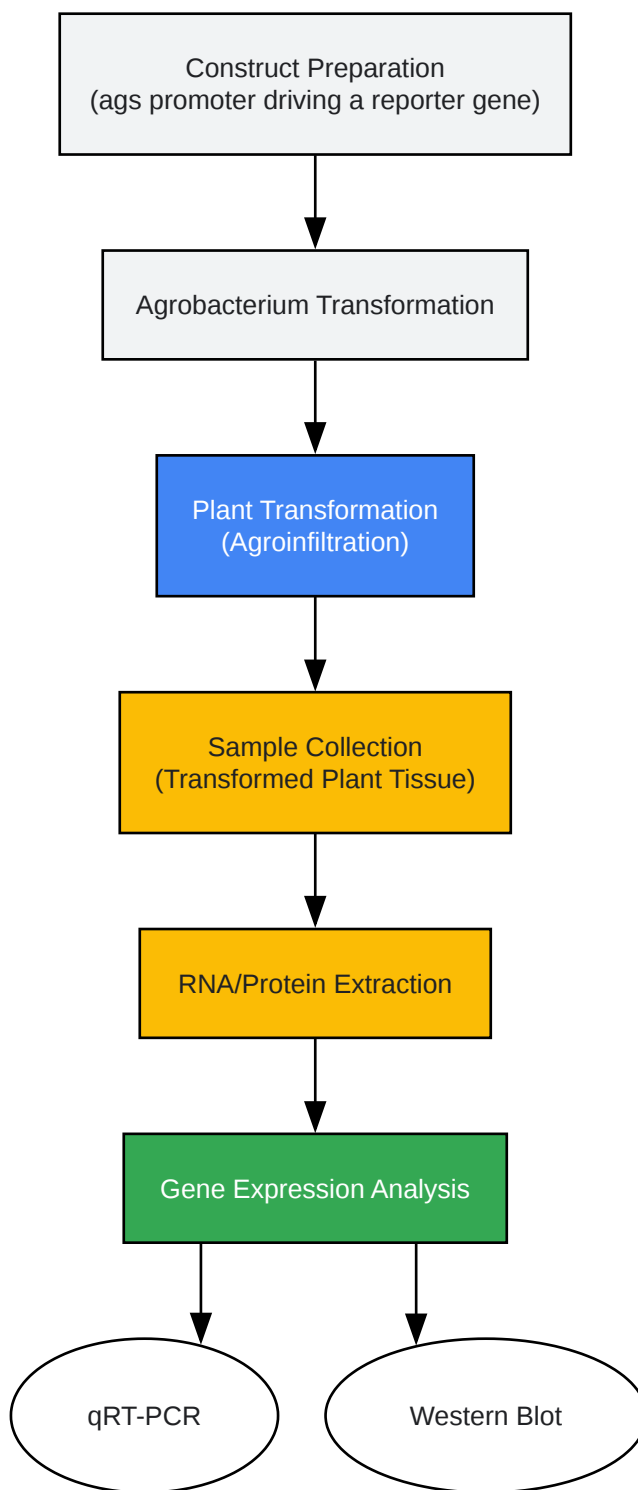 Construct Preparation
(ags promoter driving a reporter gene)
Agrobacterium Transformation
Plant Transformation
(Agroinfiltration)
Sample Collection
(Transformed Plant Tissue)
RNA/Protein Extraction
Gene Expression Analysis
qRT-PCR
Western Blot